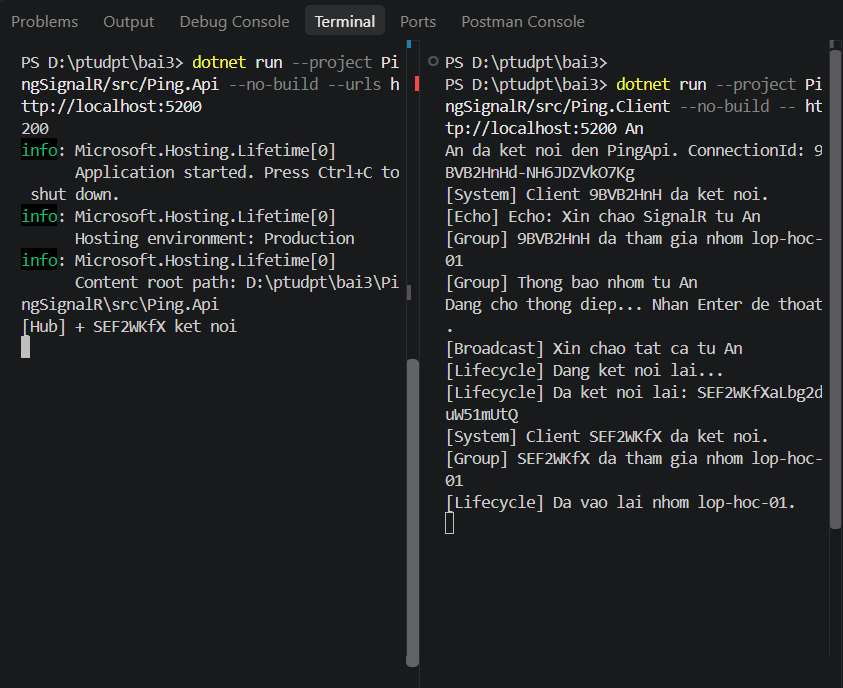 Problems Output Debug Console Terminal Ports Postman Console
PS D:\ptudpt\bai3> dotnet run --project Pi
ngSignalR/src/Ping.Api --no-build --urls h
ttp://localhost:5200
200
info: Microsoft.Hosting.Lifetime[0]
      Application started. Press Ctrl+C to
 shut down.
info: Microsoft.Hosting.Lifetime[0]
      Hosting environment: Production
info: Microsoft.Hosting.Lifetime[0]
      Content root path: D:\ptudpt\bai3\Pi
ngSignalR\src\Ping.Api
[Hub] + SEF2WKfX ket noi
PS D:\ptudpt\bai3>
PS D:\ptudpt\bai3> dotnet run --project Pi
ngSignalR/src/Ping.Client --no-build -- ht
tp://localhost:5200 An
An da ket noi den PingApi. ConnectionId: 9
BVB2HnHd-NH6JDZVkO7Kg
[System] Client 9BVB2HnH da ket noi.
[Echo] Echo: Xin chao SignalR tu An
[Group] 9BVB2HnH da tham gia nhom lop-hoc-
01
[Group] Thong bao nhom tu An
Dang cho thong diep... Nhan Enter de thoat
.
[Broadcast] Xin chao tat ca tu An
[Lifecycle] Dang ket noi lai...
[Lifecycle] Da ket noi lai: SEF2WKfXaLbg2d
uW51mUtQ
[System] Client SEF2WKfX da ket noi.
[Group] SEF2WKfX da tham gia nhom lop-hoc-
01
[Lifecycle] Da vao lai nhom lop-hoc-01.